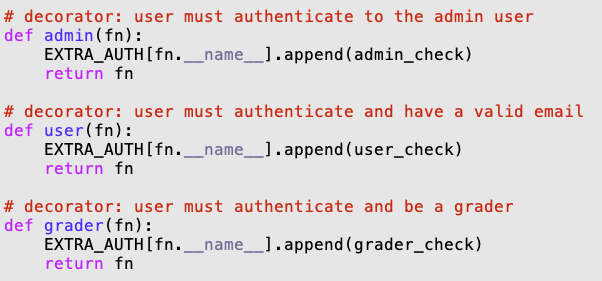 # decorator: user must authenticate to the admin user
def admin(fn):
    EXTRA_AUTH[fn.__name__].append(admin_check)
    return fn

# decorator: user must authenticate and have a valid email
def user(fn):
    EXTRA_AUTH[fn.__name__].append(user_check)
    return fn

# decorator: user must authenticate and be a grader
def grader(fn):
    EXTRA_AUTH[fn.__name__].append(grader_check)
    return fn